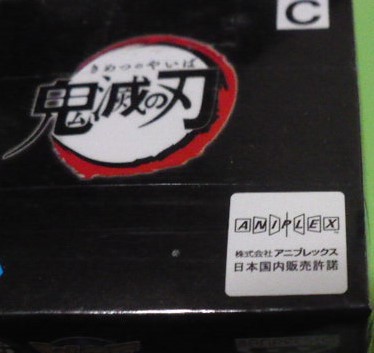 C
きめつのやいば
鬼滅の刃
ANIPLEX
株式会社 アニプレックス
日本国内販売許諾